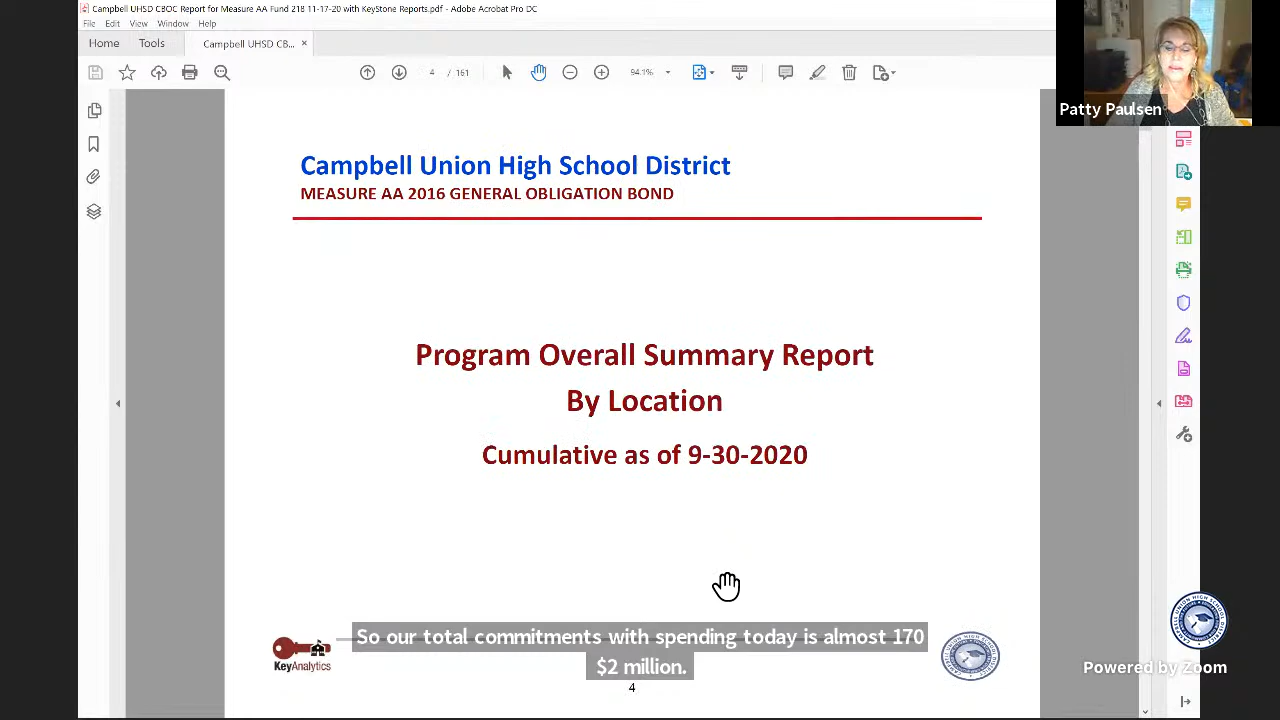 Campbell UHSD CBOC Report for Measure AA Fund 218 11-17-20 with KeyStone Reports.pdf - Adobe Acrobat Pro DC
File Edit View Window Help
Home Tools Campbell UHSD CB... ×
4 / 161 94.1%
Patty Paulsen
Campbell Union High School District
MEASURE AA 2016 GENERAL OBLIGATION BOND
Program Overall Summary Report
By Location
Cumulative as of 9-30-2020
So our total commitments with spending today is almost 170
$2 million.
KeyAnalytics
Powered by Zoom
4